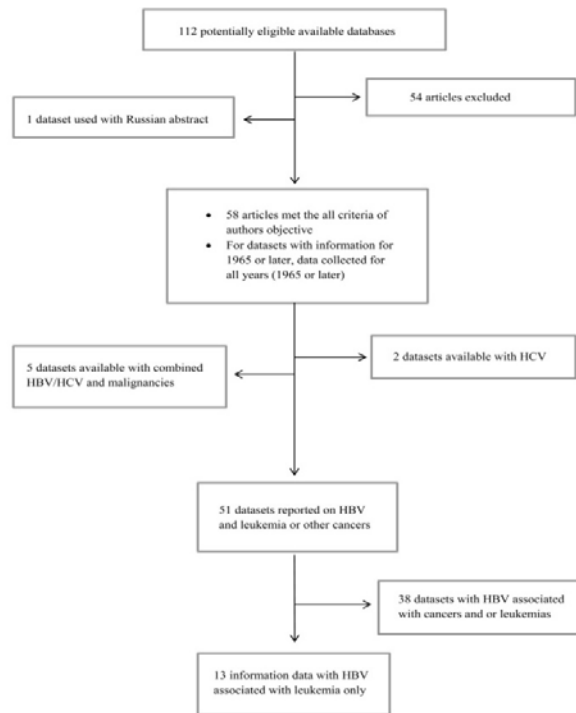 112 potentially eligible available databases
54 articles excluded
1 dataset used with Russian abstract
• 58 articles met the all criteria of
authors objective
• For datasets with information for
1965 or later, data collected for
all years (1965 or later)
5 datasets available with combined
HBV/HCV and malignancies
2 datasets available with HCV
51 datasets reported on HBV
and leukemia or other cancers
38 datasets with HBV associated
with cancers and or leukemias
13 information data with HBV
associated with leukemia only